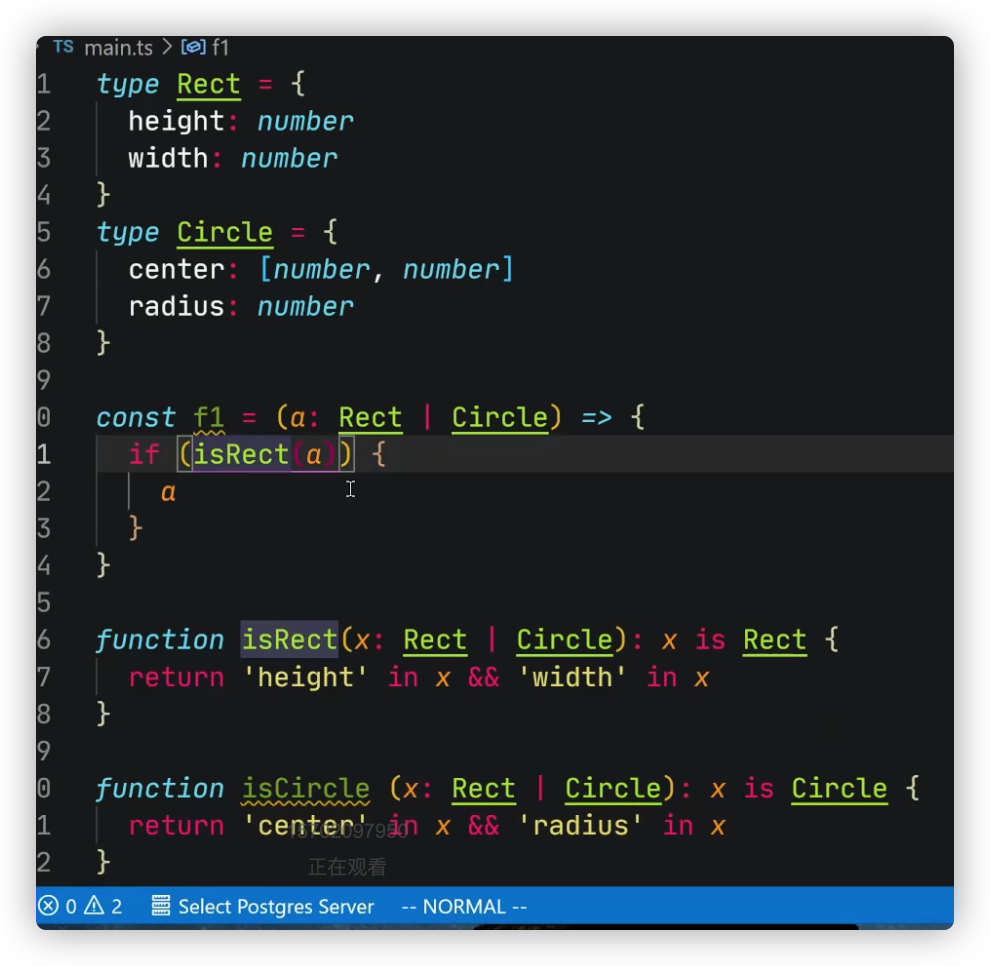 TS main.ts > f1
1 type Rect = {
2 height: number
3 width: number
4 }
5 type Circle = {
6 center: [number, number]
7 radius: number
8 }
9
0 const f1 = (a: Rect | Circle) => {
1 if (isRect(a)) {
2 a
3 }
4 }
5
6 function isRect(x: Rect | Circle): x is Rect {
7 return 'height' in x && 'width' in x
8 }
9
0 function isCircle (x: Rect | Circle): x is Circle {
1 return 'center' in x && 'radius' in x
2 }
正在观看
0 2 Select Postgres Server -- NORMAL --